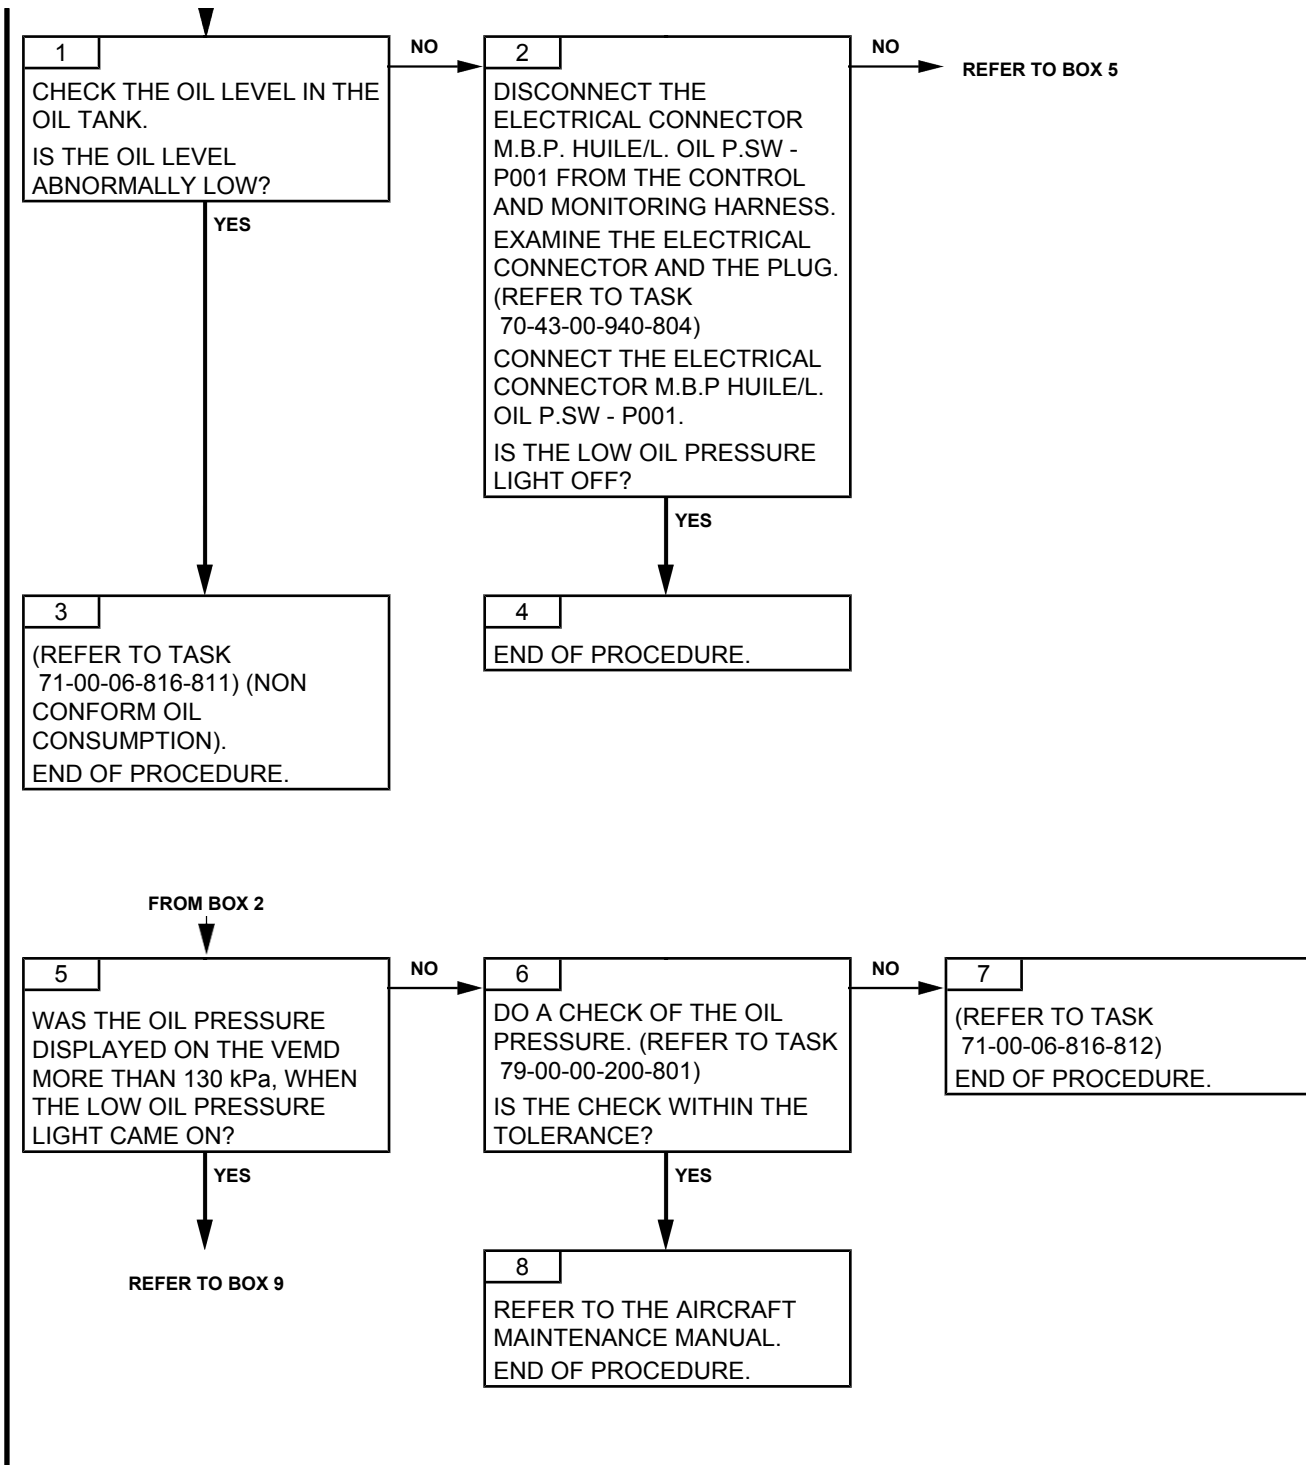 1
CHECK THE OIL LEVEL IN THE
OIL TANK.
IS THE OIL LEVEL
ABNORMALLY LOW?
NO
YES
2
DISCONNECT THE
ELECTRICAL CONNECTOR
M.B.P. HUILE/L. OIL P.SW -
P001 FROM THE CONTROL
AND MONITORING HARNESS.
EXAMINE THE ELECTRICAL
CONNECTOR AND THE PLUG.
(REFER TO TASK
70-43-00-940-804)
CONNECT THE ELECTRICAL
CONNECTOR M.B.P HUILE/L.
OIL P.SW - P001.
IS THE LOW OIL PRESSURE
LIGHT OFF?
NO
REFER TO BOX 5
YES
3
(REFER TO TASK
71-00-06-816-811) (NON
CONFORM OIL
CONSUMPTION).
END OF PROCEDURE.
4
END OF PROCEDURE.
FROM BOX 2
5
WAS THE OIL PRESSURE
DISPLAYED ON THE VEMD
MORE THAN 130 kPa, WHEN
THE LOW OIL PRESSURE
LIGHT CAME ON?
NO
YES
REFER TO BOX 9
6
DO A CHECK OF THE OIL
PRESSURE. (REFER TO TASK
79-00-00-200-801)
IS THE CHECK WITHIN THE
TOLERANCE?
NO
YES
7
(REFER TO TASK
71-00-06-816-812)
END OF PROCEDURE.
8
REFER TO THE AIRCRAFT
MAINTENANCE MANUAL.
END OF PROCEDURE.